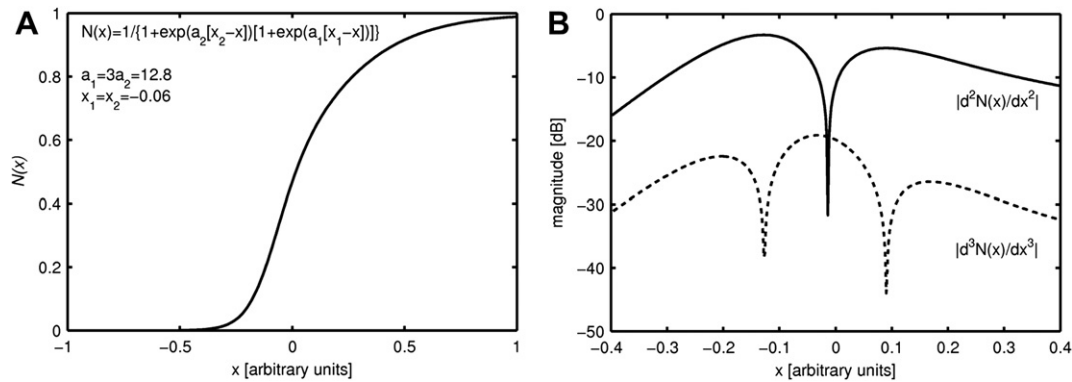 A
N(x)=1/{1+exp(a2[x2−x])[1+exp(a1[x1−x])]}
a1=3a2=12.8
x1=x2=−0.06
1
0.8
0.6
0.4
0.2
0
N(x)
−1
−0.5
0
0.5
1
x [arbitrary units]
B
0
−10
−20
−30
−40
−50
magnitude [dB]
|d2N(x)/dx2|
|d3N(x)/dx3|
−0.4
−0.3
−0.2
−0.1
0
0.1
0.2
0.3
0.4
x [arbitrary units]